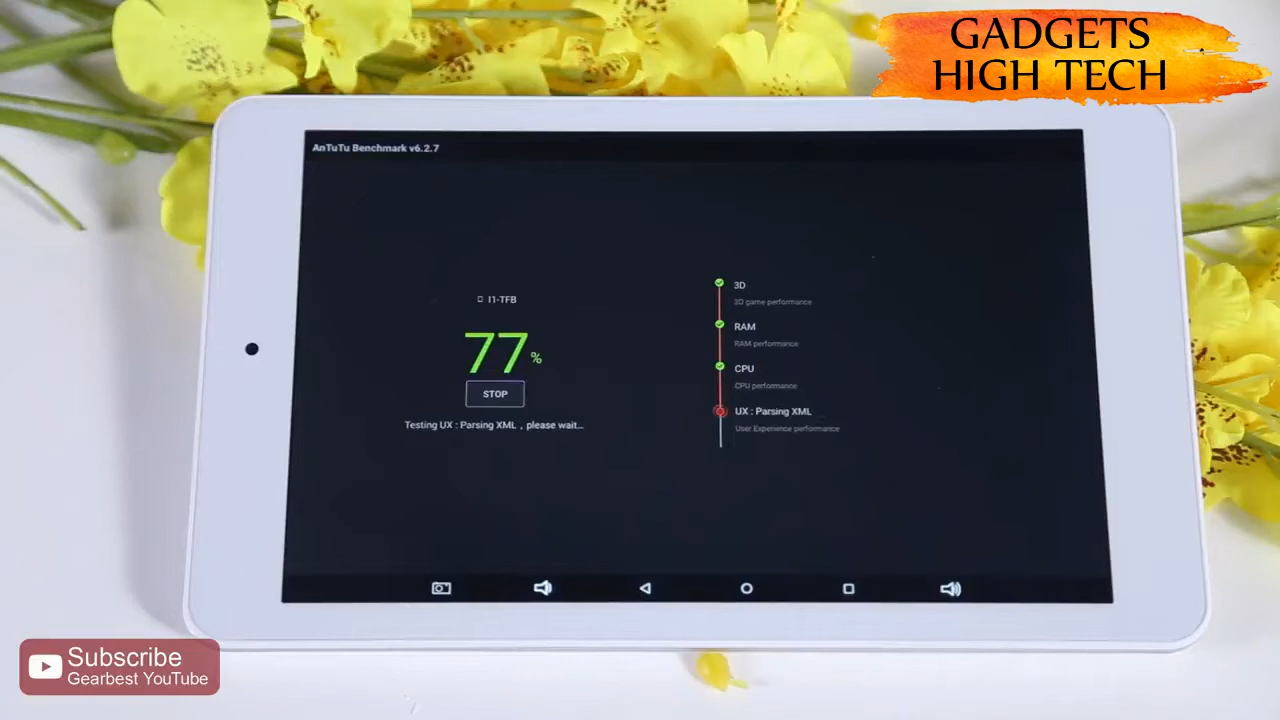 GADGETS
HIGH TECH
AnTuTu Benchmark v6.2.7
I1-TFB
77%
STOP
Testing UX : Parsing XML , please wait...
3D
3D game performance
RAM
RAM performance
CPU
CPU performance
UX : Parsing XML
User Experience performance
Subscribe
Gearbest YouTube